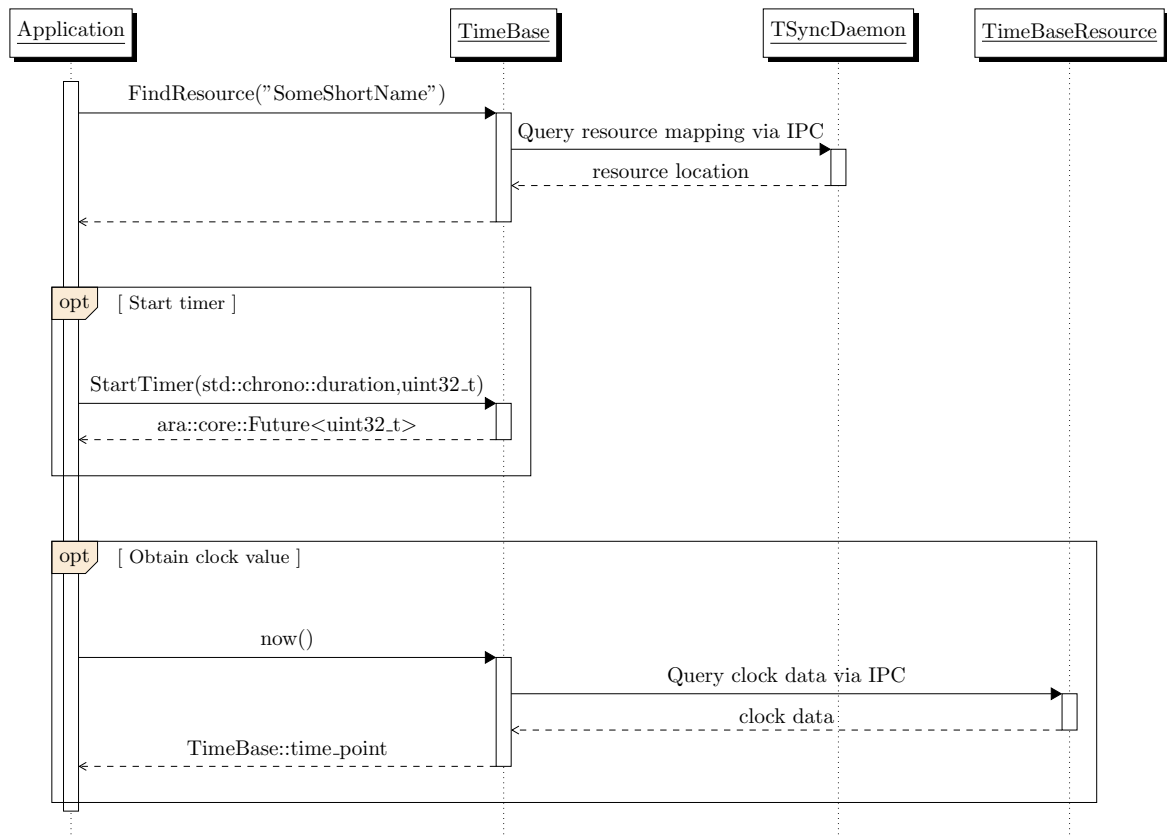 Application
TimeBase
TSyncDaemon
TimeBaseResource
FindResource(”SomeShortName”)
Query resource mapping via IPC
resource location
opt [ Start timer ]
StartTimer(std::chrono::duration,uint32_t)
ara::core::Future<uint32_t>
opt [ Obtain clock value ]
now()
Query clock data via IPC
clock data
TimeBase::time_point